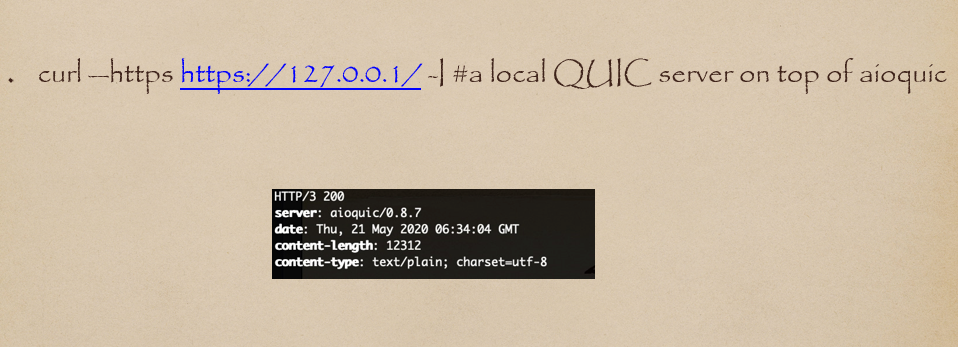 • curl —https https://127.0.0.1/ -I #a local QUIC server on top of aioquic
HTTP/3 200
server: aioquic/0.8.7
date: Thu, 21 May 2020 06:34:04 GMT
content-length: 12312
content-type: text/plain; charset=utf-8